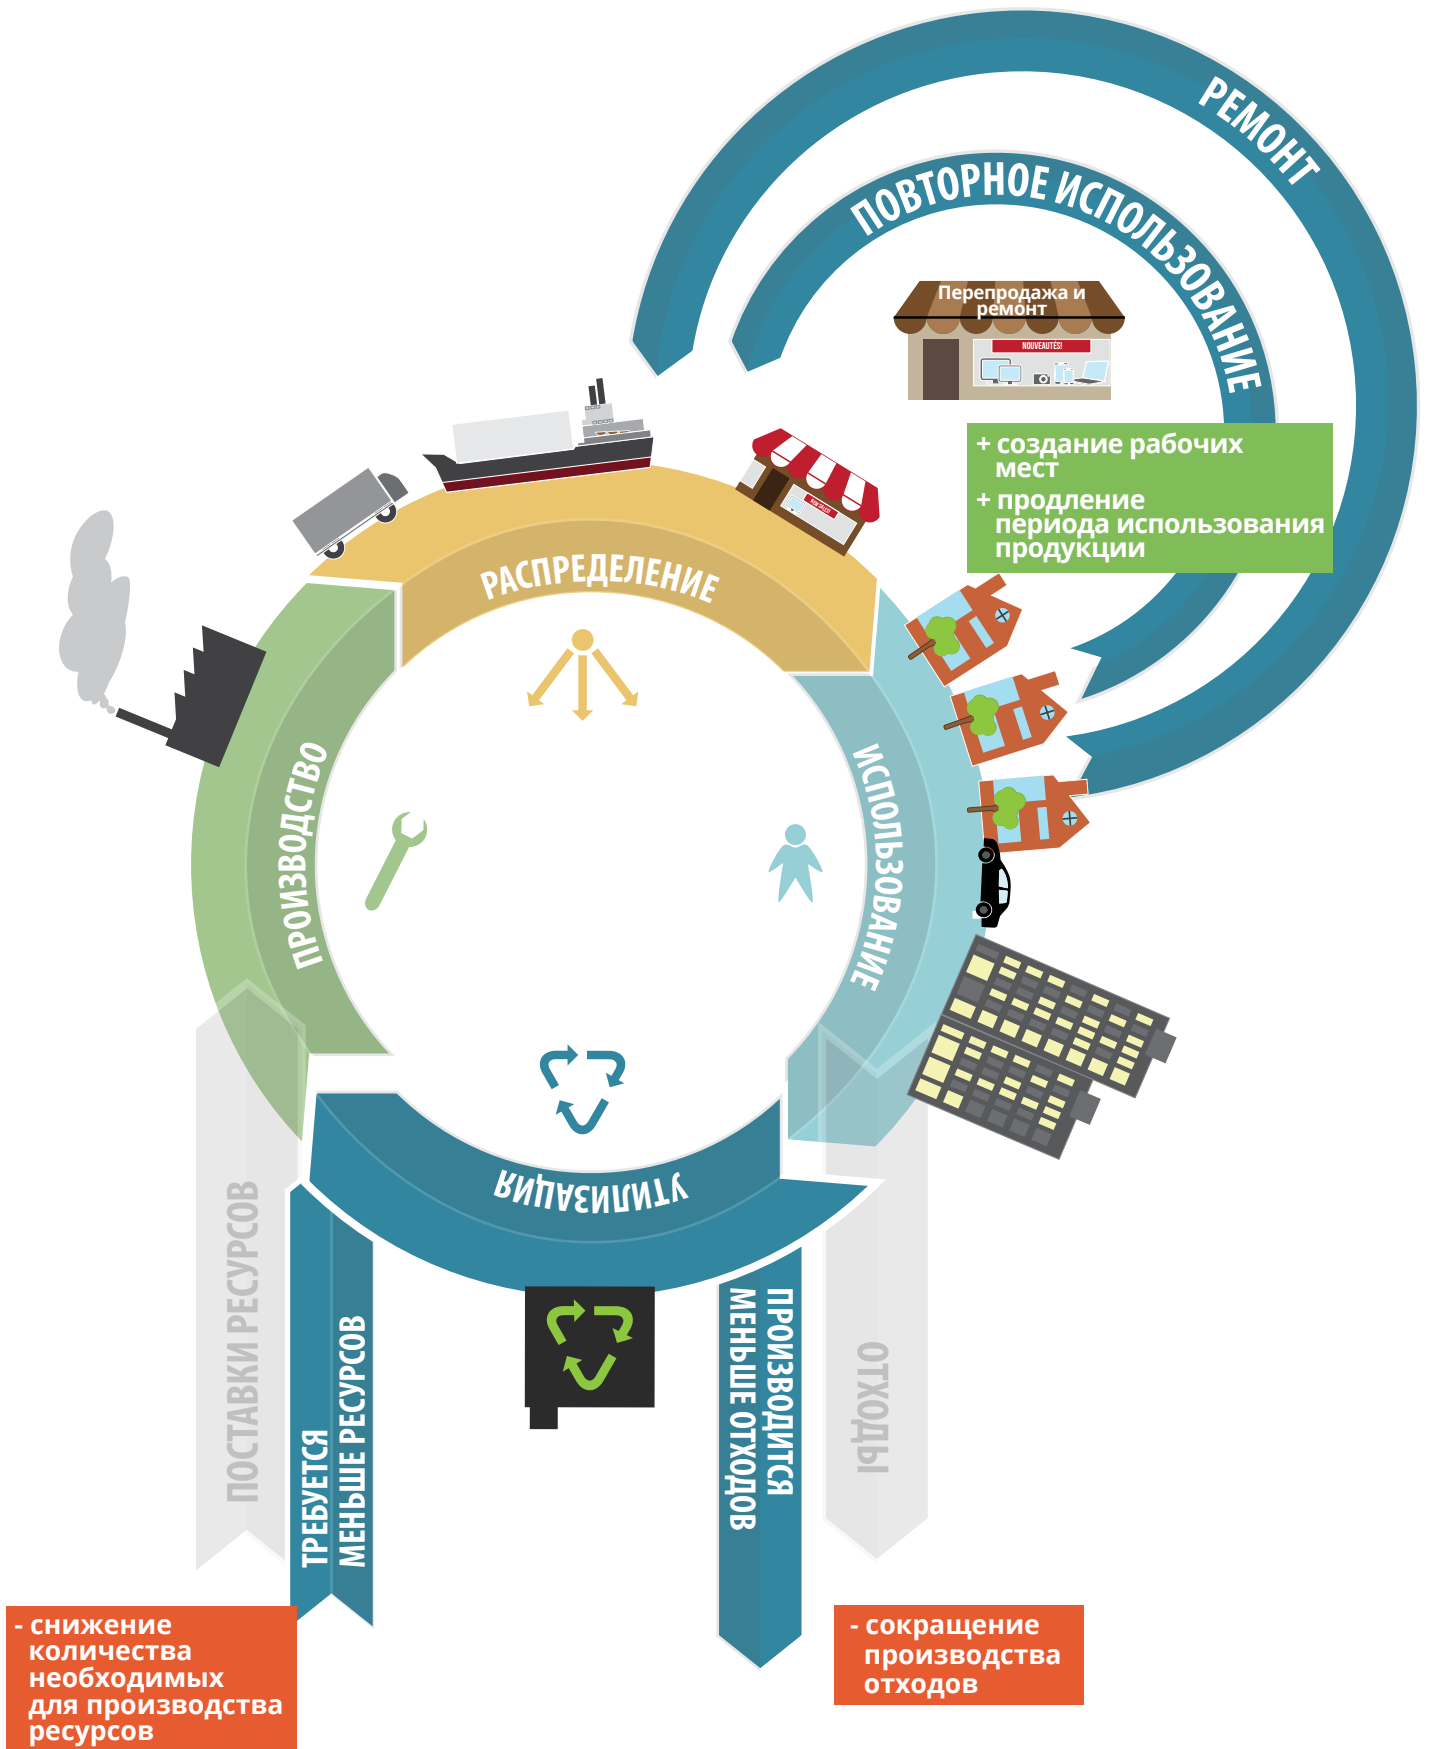 РЕМОНТ
ПОВТОРНОЕ ИСПОЛЬЗОВАНИЕ
Перепродажа и
ремонт
NOUVEAUTÉS!
+ создание рабочих
мест
+ продление
периода использования
продукции
РАСПРЕДЕЛЕНИЕ
ПРОИЗВОДСТВО
ИСПОЛЬЗОВАНИЕ
УТИЛИЗАЦИЯ
ПОСТАВКИ РЕСУРСОВ
ТРЕБУЕТСЯ
МЕНЬШЕ РЕСУРСОВ
ПРОИЗВОДИТСЯ
МЕНЬШЕ ОТХОДОВ
ОТХОДЫ
- снижение
количества
необходимых
для производства
ресурсов
- сокращение
производства
отходов